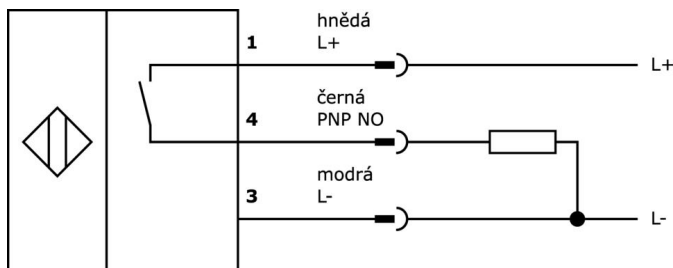 hnědá
1 L+
L+
černá
4 PNP NO
modrá
3 L-
L-